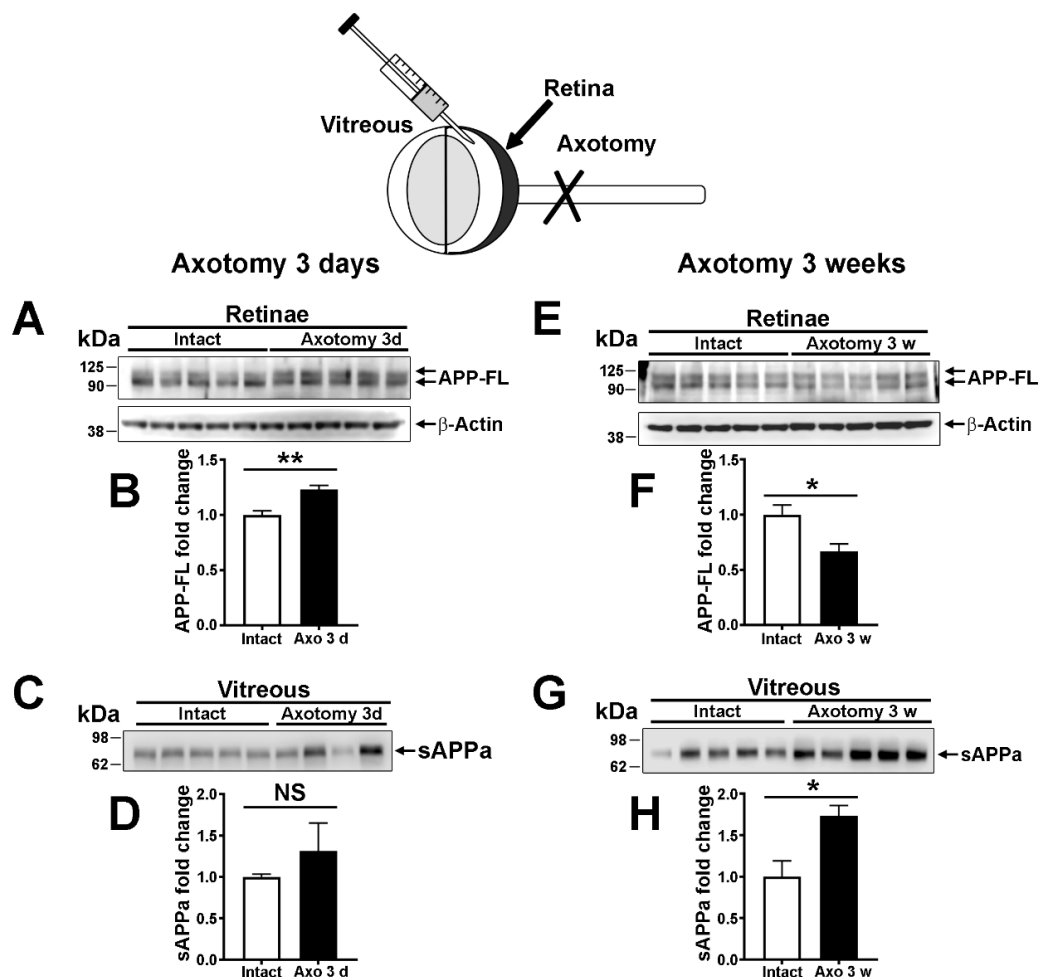 Retina
Vitreous
Axotomy
Axotomy 3 days
A
Retinae
kDa
Intact
Axotomy 3d
125
90
APP-FL
38
β-Actin
B
APP-FL fold change
1.5
1.0
0.5
0.0
**
Intact
Axo 3 d
C
Vitreous
kDa
Intact
Axotomy 3d
98
62
sAPPa
D
sAPPa fold change
2.0
1.5
1.0
0.5
0.0
NS
Intact
Axo 3 d
Axotomy 3 weeks
E
Retinae
kDa
Intact
Axotomy 3 w
125
90
APP-FL
38
β-Actin
F
APP-FL fold change
1.5
1.0
0.5
0.0
*
Intact
Axo 3 w
G
Vitreous
kDa
Intact
Axotomy 3 w
98
62
sAPPa
H
sAPPa fold change
2.0
1.5
1.0
0.5
0.0
*
Intact
Axo 3 w